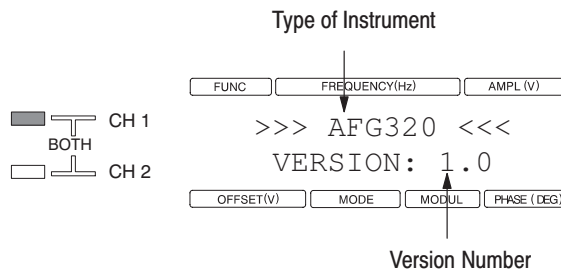 Type of Instrument
FUNC FREQUENCY(Hz) AMPL (V)
CH 1
BOTH
CH 2
>>> AFG320 <<<
VERSION: 1.0
OFFSET(V) MODE MODUL PHASE (DEG)
Version Number